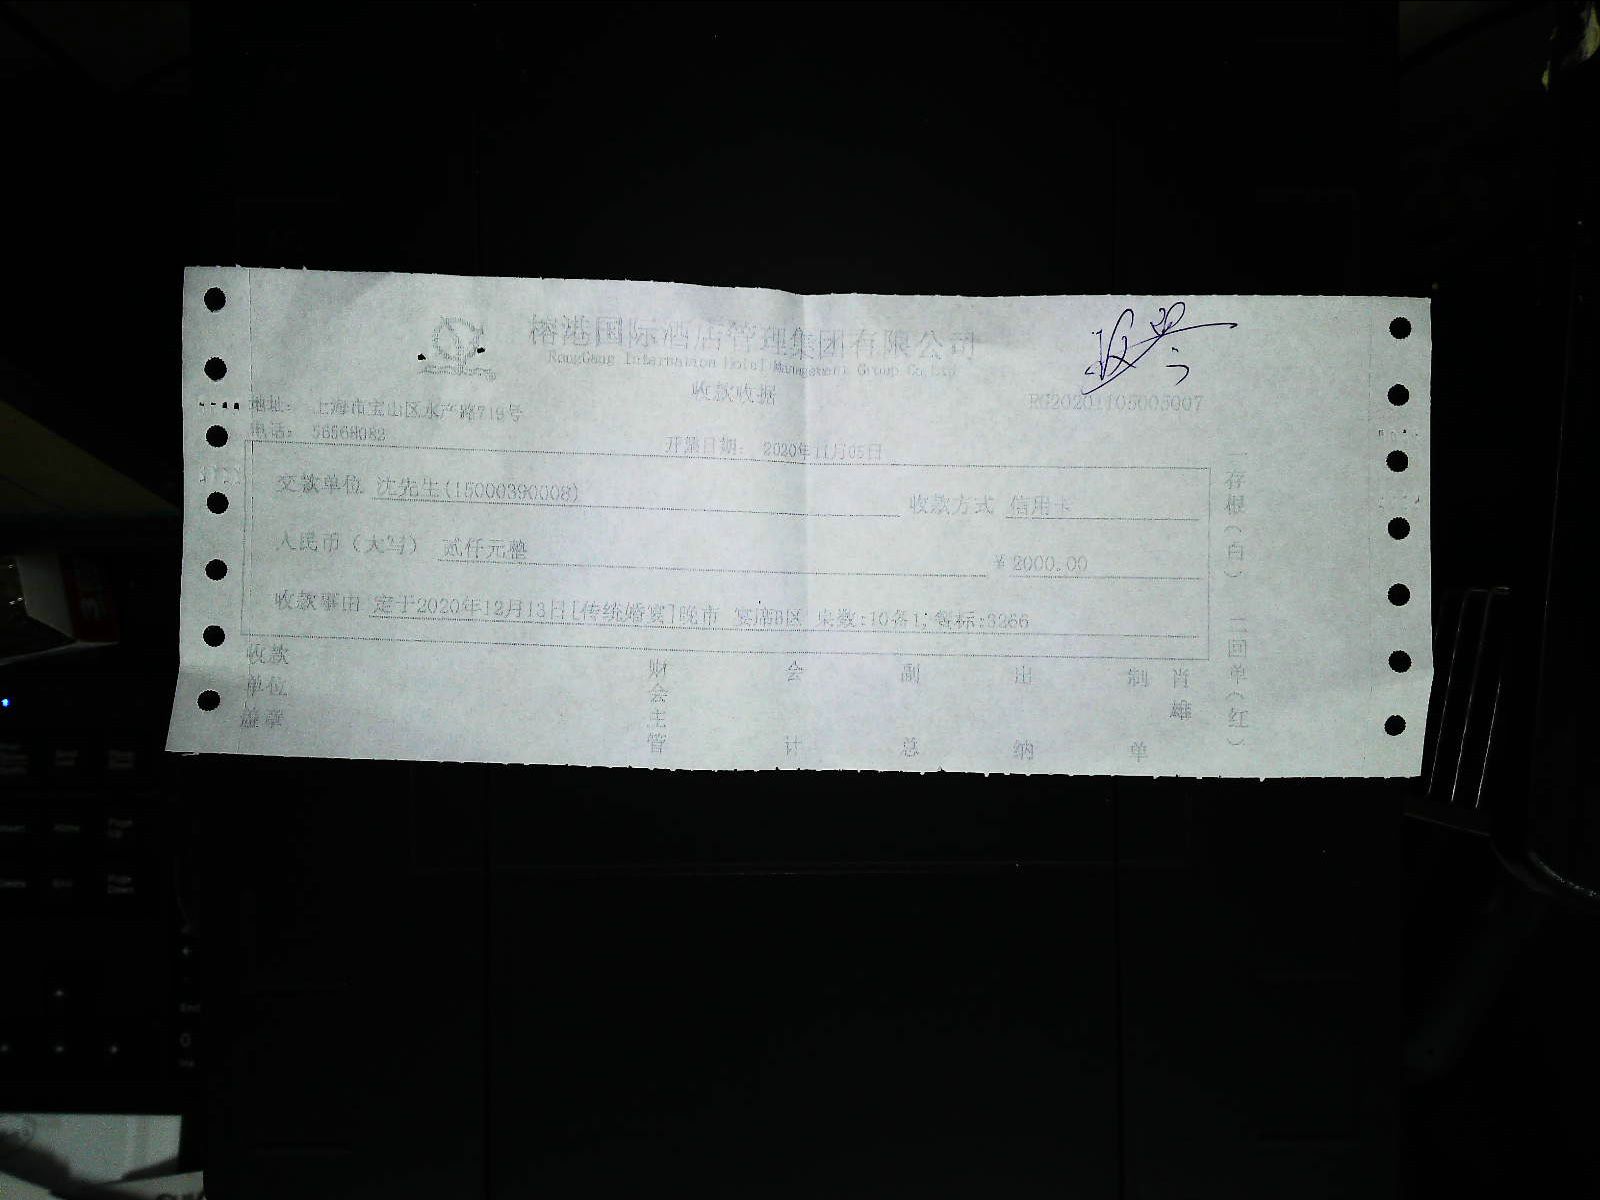 榕港国际酒店管理集团有限公司
RongGang Internation Hotel Management Group Co,Ltd
收款收据
RG20201105005007
地址： 上海市宝山区水产路719号
电话： 56568082
开票日期： 2020年11月05日
交款单位 沈先生(15000390008)
收款方式 信用卡
人民币（大写） 贰仟元整
￥2000.00
收款事由 定于2020年12月13日[传统婚宴]晚市 宴席B区 桌数:10备1;餐标:3266
一存根（白） 二回单（红）
收款单位盖章
财会主管
会计
副总
出纳
制单
肖雄